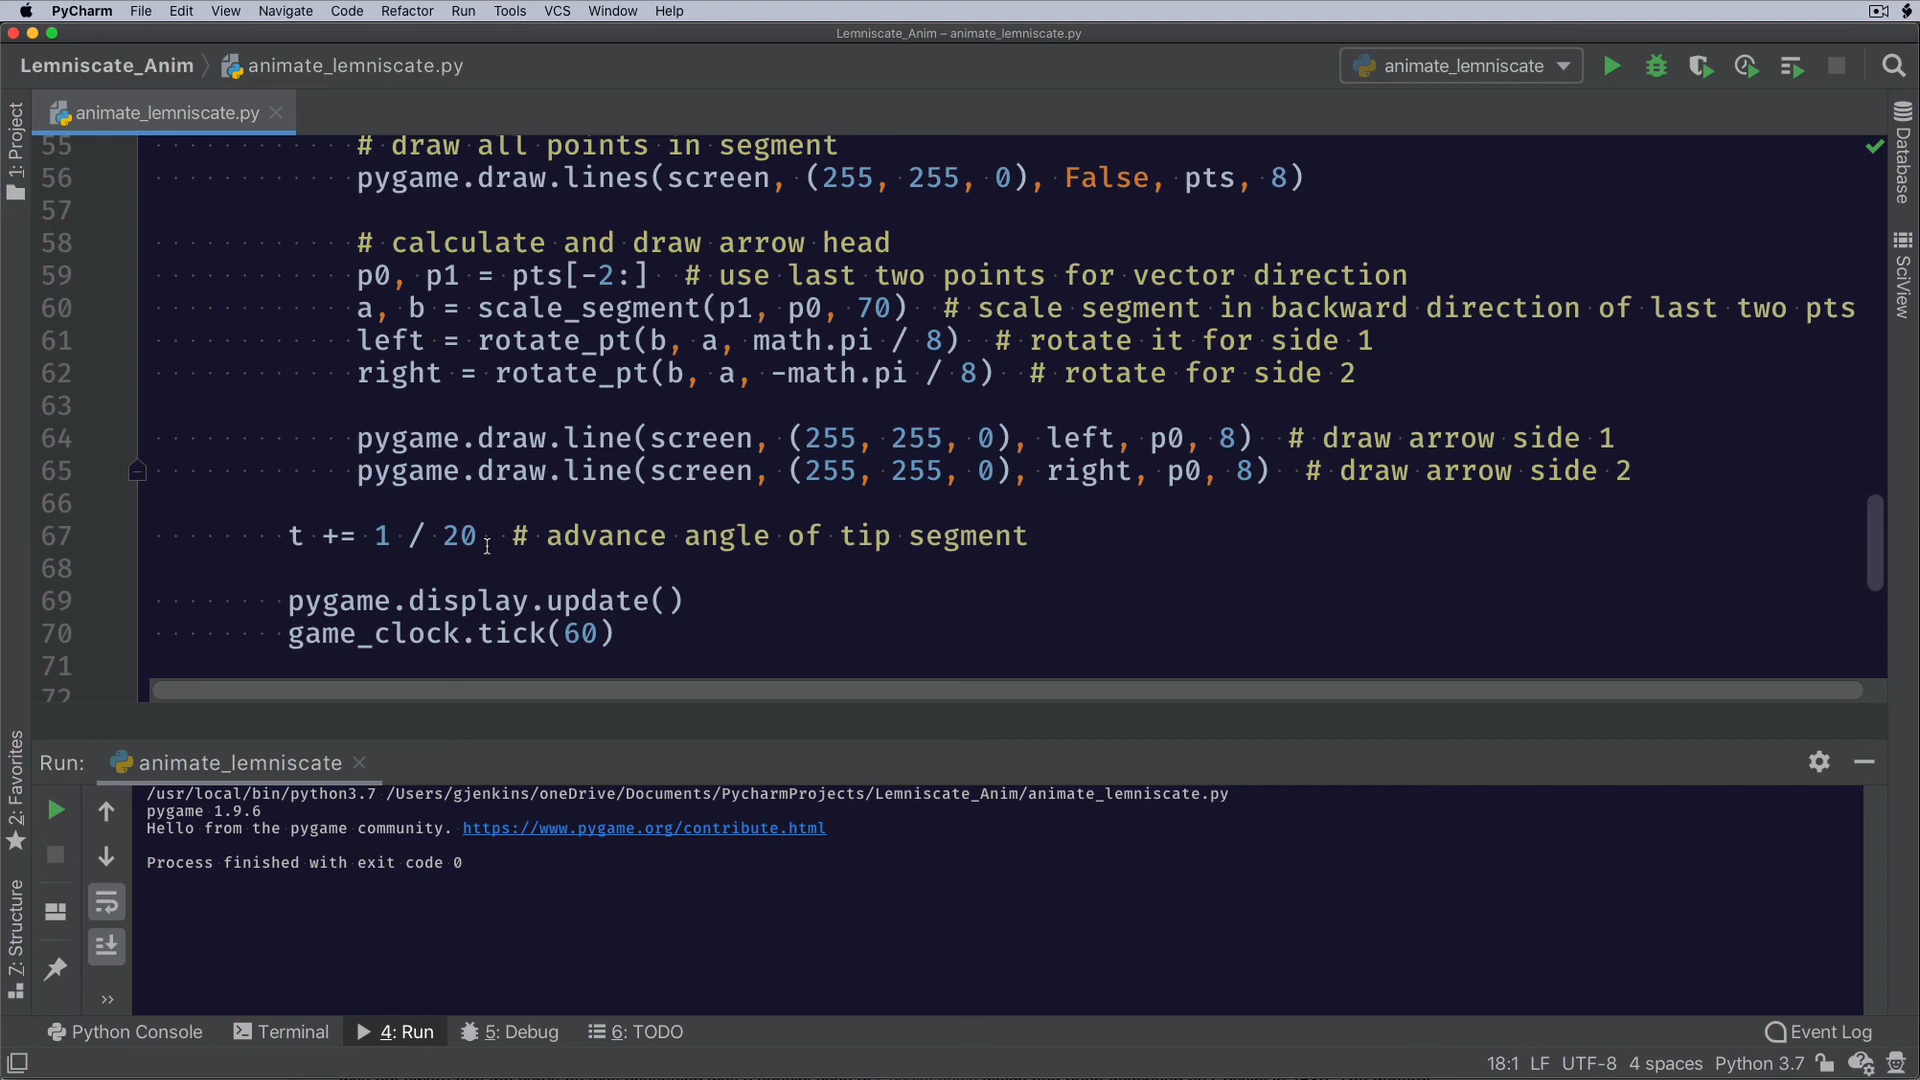 PyCharm File Edit View Navigate Code Refactor Run Tools VCS Window Help
Lemniscate_Anim – animate_lemniscate.py
Lemniscate_Anim animate_lemniscate.py
animate_lemniscate
animate_lemniscate.py
1: Project
Database
SciView
55 # draw all points in segment
56 pygame.draw.lines(screen, (255, 255, 0), False, pts, 8)
57
58 # calculate and draw arrow head
59 p0, p1 = pts[-2:] # use last two points for vector direction
60 a, b = scale_segment(p1, p0, 70) # scale segment in backward direction of last two pts
61 left = rotate_pt(b, a, math.pi / 8) # rotate it for side 1
62 right = rotate_pt(b, a, -math.pi / 8) # rotate for side 2
63
64 pygame.draw.line(screen, (255, 255, 0), left, p0, 8) # draw arrow side 1
65 pygame.draw.line(screen, (255, 255, 0), right, p0, 8) # draw arrow side 2
66
67 t += 1 / 20 # advance angle of tip segment
68
69 pygame.display.update()
70 game_clock.tick(60)
71
72
2: Favorites
Z: Structure
Run: animate_lemniscate
/usr/local/bin/python3.7 /Users/gjenkins/oneDrive/Documents/PycharmProjects/Lemniscate_Anim/animate_lemniscate.py
pygame 1.9.6
Hello from the pygame community. https://www.pygame.org/contribute.html
Process finished with exit code 0
Python Console Terminal 4: Run 5: Debug 6: TODO Event Log
18:1 LF UTF-8 4 spaces Python 3.7